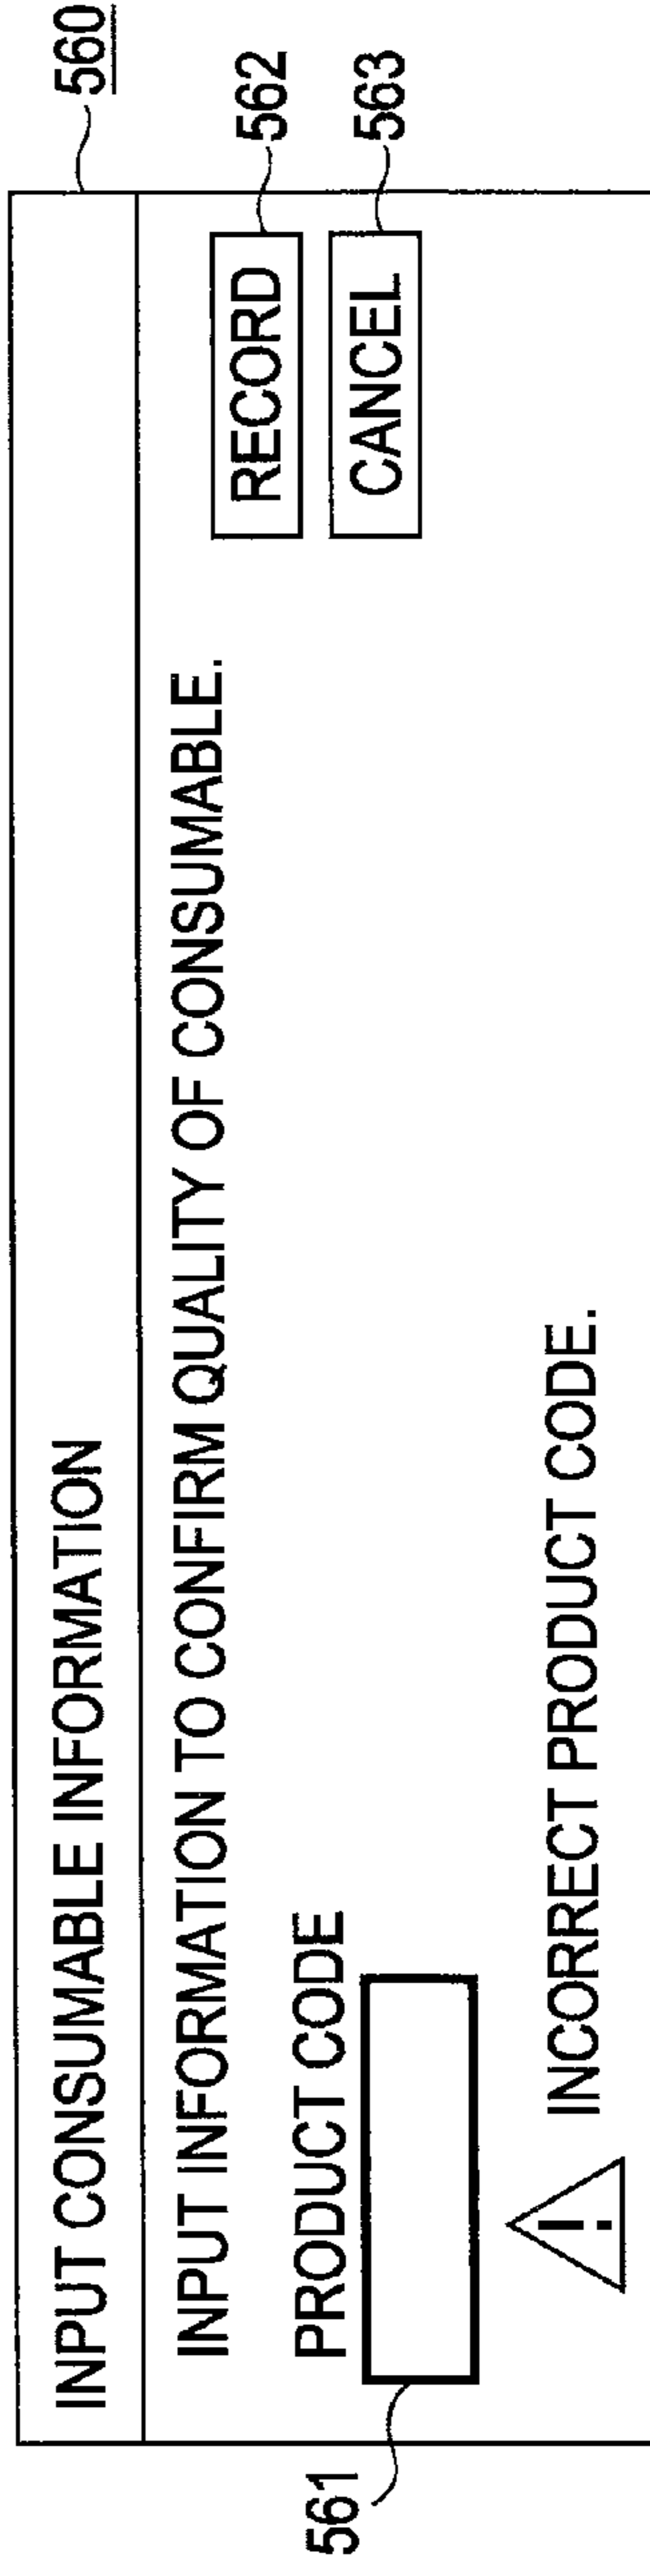 560
INPUT CONSUMABLE INFORMATION
INPUT INFORMATION TO CONFIRM QUALITY OF CONSUMABLE.
RECORD
562
PRODUCT CODE
CANCEL
563
561
! INCORRECT PRODUCT CODE.